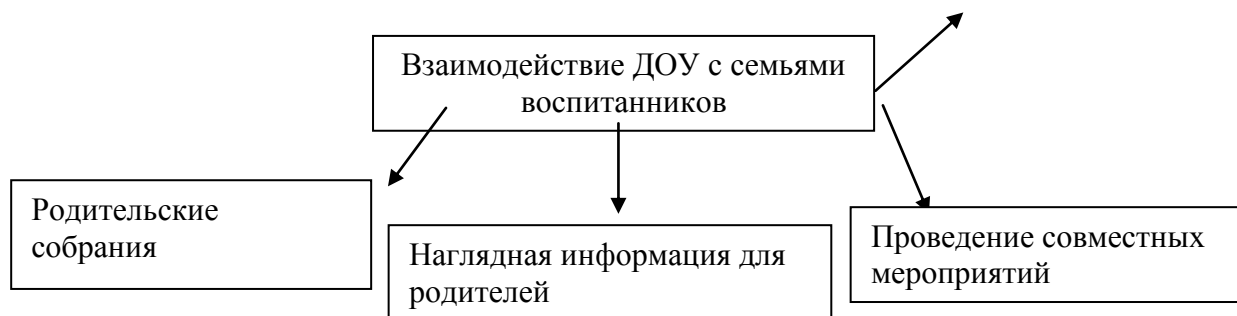 Взаимодействие ДОУ с семьями
воспитанников
Родительские
собрания
Наглядная информация для
родителей
Проведение совместных
мероприятий